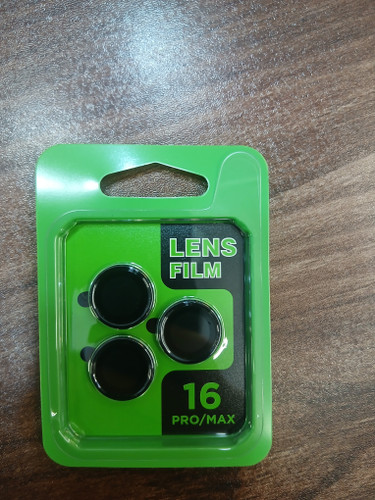 LENS
FILM
16
PRO/MAX